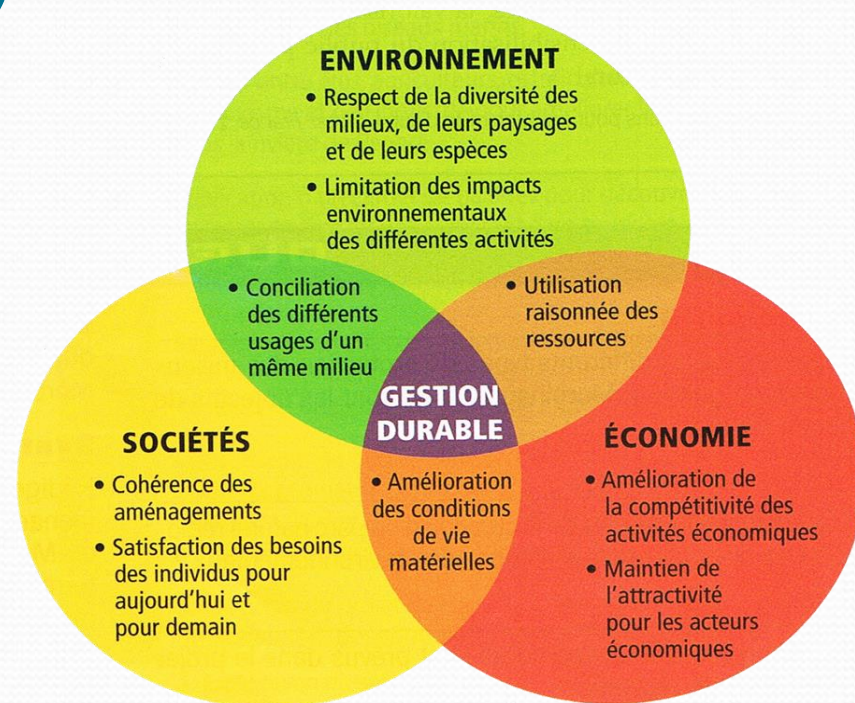 ENVIRONNEMENT
• Respect de la diversité des
milieux, de leurs paysages
et de leurs espèces
• Limitation des impacts
environnementaux
des différentes activités
• Conciliation
des différents
usages d'un
même milieu
• Utilisation
raisonnée des
ressources
GESTION
DURABLE
SOCIÉTÉS
• Cohérence des
aménagements
• Satisfaction des besoins
des individus pour
aujourd'hui et
pour demain
• Amélioration
des conditions
de vie
matérielles
ÉCONOMIE
• Amélioration de
la compétitivité des
activités économiques
• Maintien de
l'attractivité
pour les acteurs
économiques